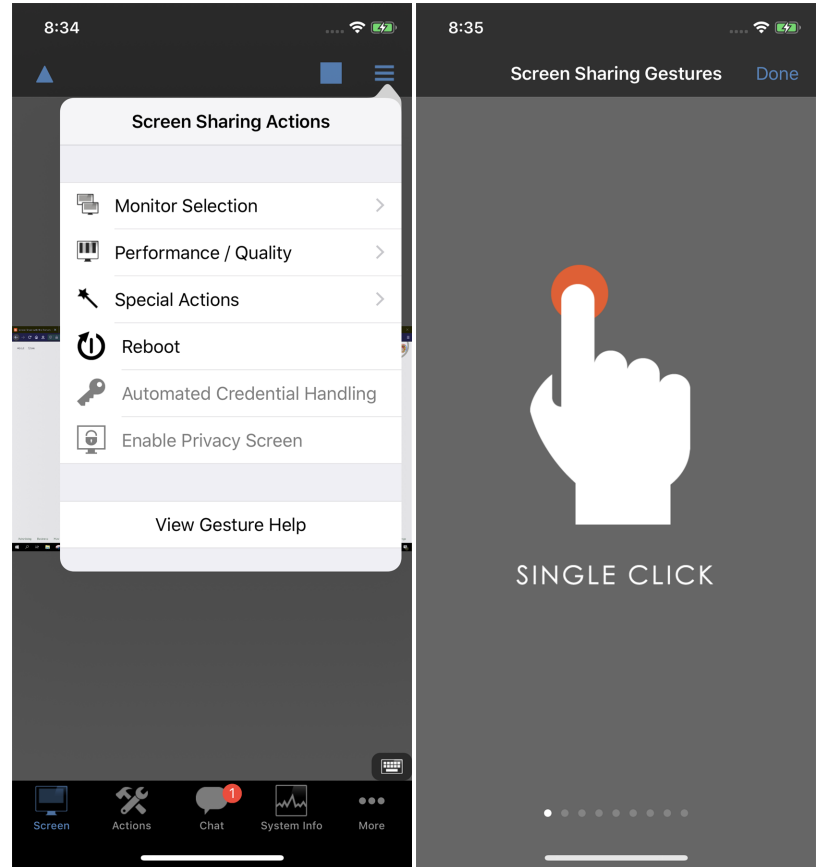 8:34
Screen Sharing Actions
Monitor Selection
Performance / Quality
Special Actions
Reboot
Automated Credential Handling
Enable Privacy Screen
View Gesture Help
1
Screen
Actions
Chat
System Info
More
8:35
Screen Sharing Gestures
Done
SINGLE CLICK